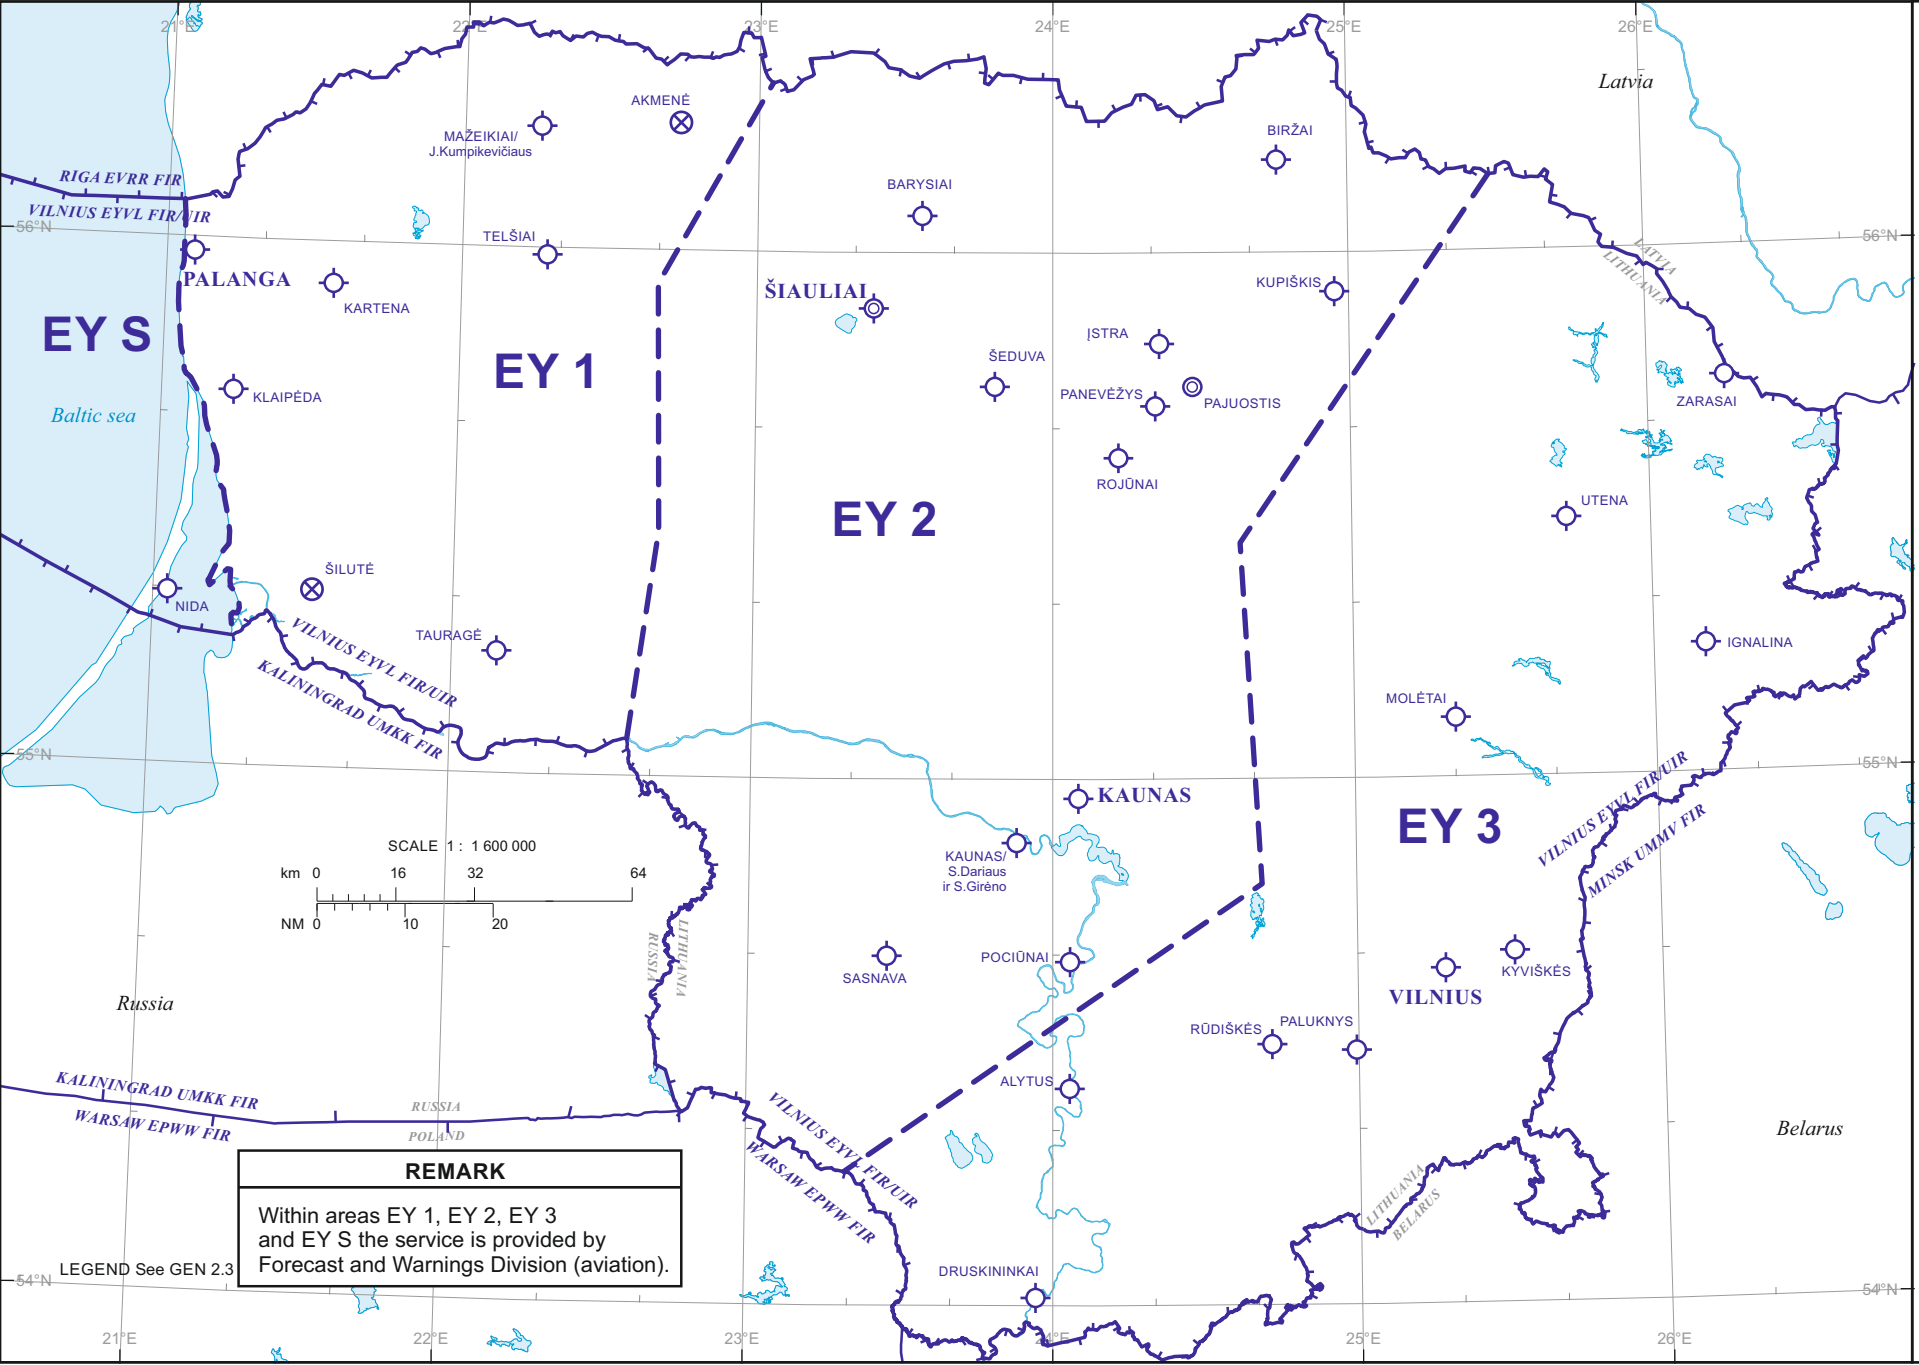 21°E
22°E
23°E
24°E
25°E
26°E
Latvia
AKMENĖ
MAŽEIKIAI/
J.Kumpikevičiaus
BIRŽAI
RIGA EVRR FIR
VILNIUS EYVL FIR/UIR
BARYSIAI
56°N
56°N
TELŠIAI
LATVIA
LITHUANIA
PALANGA
KARTENA
ŠIAULIAI
KUPIŠKIS
EY S
EY 1
ĮSTRA
ŠEDUVA
PANEVĖŽYS
PAJUOSTIS
ZARASAI
KLAIPĖDA
Baltic sea
ROJŪNAI
UTENA
EY 2
ŠILUTĖ
NIDA
TAURAGĖ
VILNIUS EYVL FIR/UIR
KALININGRAD UMKK FIR
IGNALINA
MOLĖTAI
55°N
55°N
KAUNAS
EY 3
VILNIUS EYVL FIR/UIR
MINSK UMMV FIR
SCALE 1 : 1 600 000
km 0 16 32 64
NM 0 10 20
KAUNAS/
S.Dariaus
ir S.Girėno
RUSSIA
LITHUANIA
SASNAVA
POCIŪNAI
KYVIŠKĖS
VILNIUS
Russia
RŪDIŠKĖS
PALUKNYS
ALYTUS
KALININGRAD UMKK FIR
WARSAW EPWW FIR
RUSSIA
POLAND
VILNIUS EYVL FIR/UIR
WARSAW EPWW FIR
Belarus
LITHUANIA
BELARUS
REMARK
Within areas EY 1, EY 2, EY 3
and EY S the service is provided by
Forecast and Warnings Division (aviation).
LEGEND See GEN 2.3
DRUSKININKAI
54°N
54°N
21°E
22°E
23°E
24°E
25°E
26°E